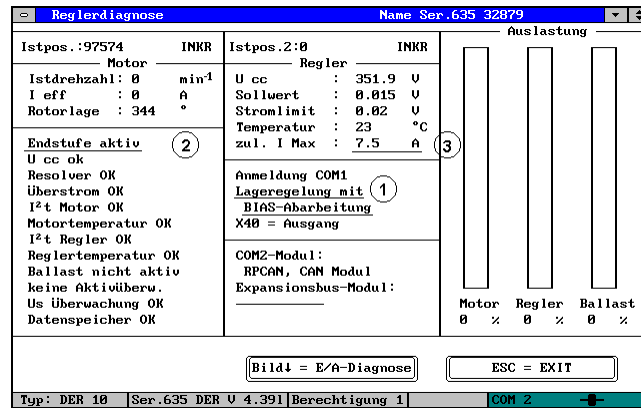 Reglerdiagnose Name Ser.635 32879
Istpos.:97574 INKR
Motor
Istdrehzahl: 0 min-1
I eff : 0 A
Rotorlage : 344 °
Endstufe aktiv 2
U cc ok
Resolver OK
Überstrom OK
I²t Motor OK
Motortemperatur OK
I²t Regler OK
Reglertemperatur OK
Ballast nicht aktiv
keine Aktivüberw.
Us Überwachung OK
Datenspeicher OK
Istpos.2:0 INKR
Regler
U cc : 351.9 V
Sollwert : 0.015 V
Stromlimit : 0.02 V
Temperatur : 23 °C
zul. I Max : 7.5 A 3
Anmeldung COM1
Lageregelung mit 1
BIAS-Abarbeitung
X40 = Ausgang
COM2-Modul:
RPCAN, CAN Modul
Expansionsbus-Modul:
Auslastung
Motor Regler Ballast
0 % 0 % 0 %
Bild↓ = E/A-Diagnose ESC = EXIT
Typ: DER 10 Ser.635 DER V 4.391 Berechtigung 1 COM 2